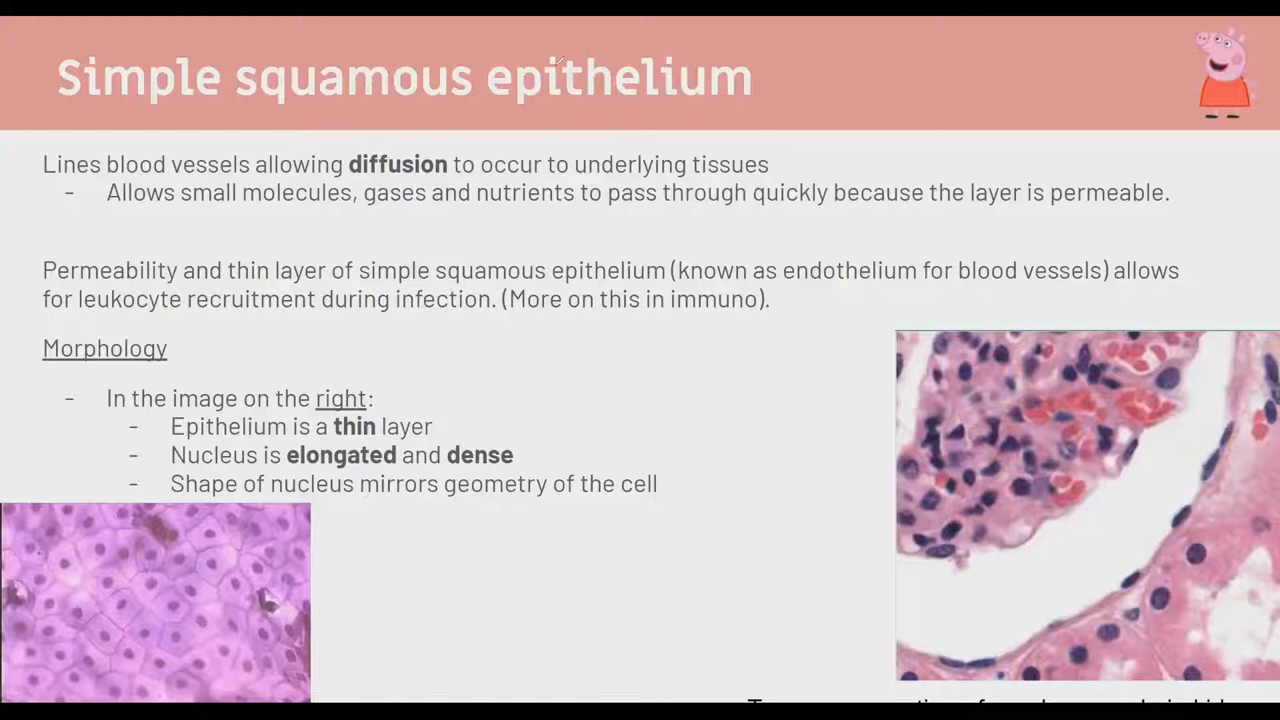 Simple squamous epithelium
Lines blood vessels allowing diffusion to occur to underlying tissues
- Allows small molecules, gases and nutrients to pass through quickly because the layer is permeable.
Permeability and thin layer of simple squamous epithelium (known as endothelium for blood vessels) allows
for leukocyte recruitment during infection. (More on this in immuno).
Morphology
- In the image on the right:
- Epithelium is a thin layer
- Nucleus is elongated and dense
- Shape of nucleus mirrors geometry of the cell